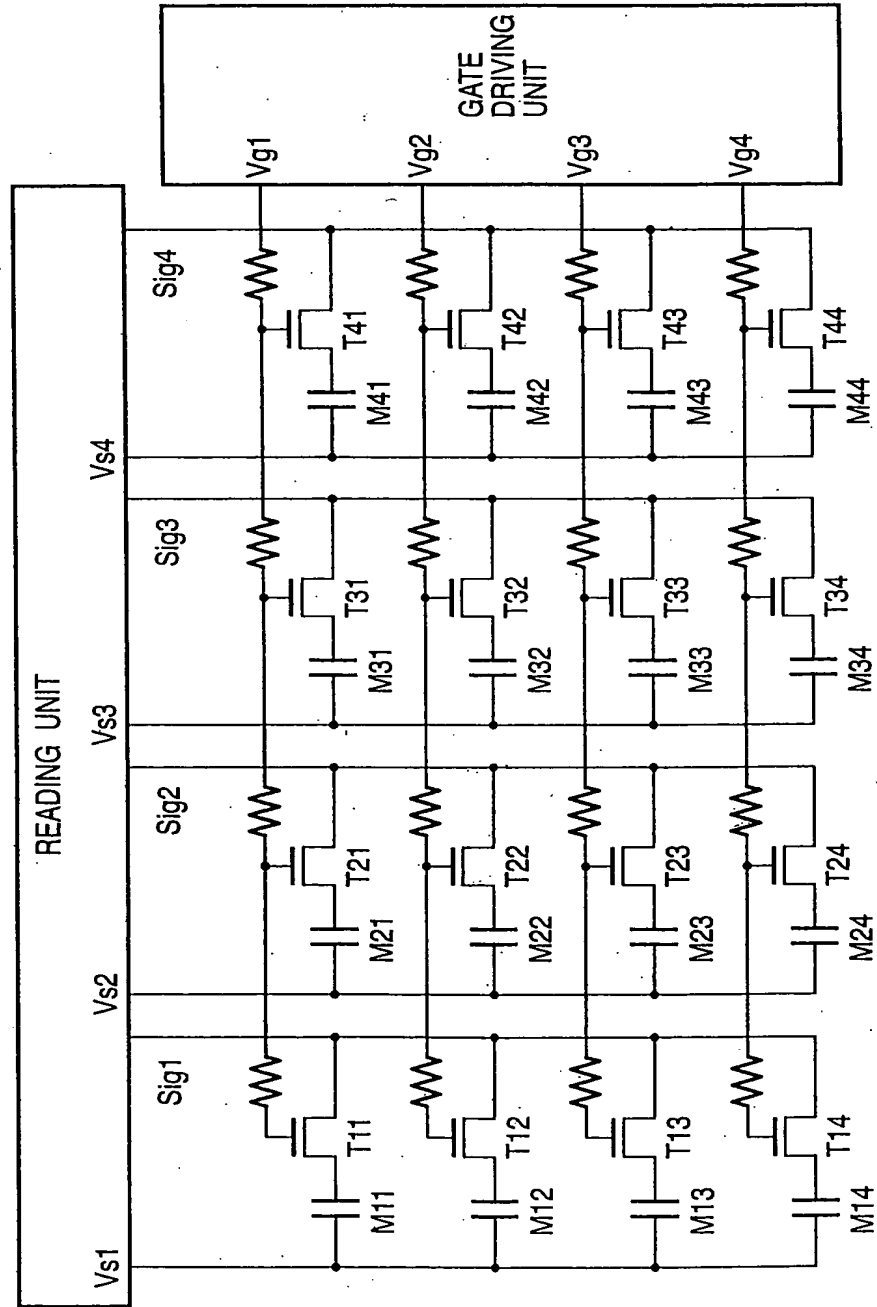 READING UNIT
Vs1
Vs2
Vs3
Vs4
Sig1
Sig2
Sig3
Sig4
GATE
DRIVING
UNIT
Vg1
Vg2
Vg3
Vg4
M11
T11
M21
T21
M31
T31
M41
T41
M12
T12
M22
T22
M32
T32
M42
T42
M13
T13
M23
T23
M33
T33
M43
T43
M14
T14
M24
T24
M34
T34
M44
T44